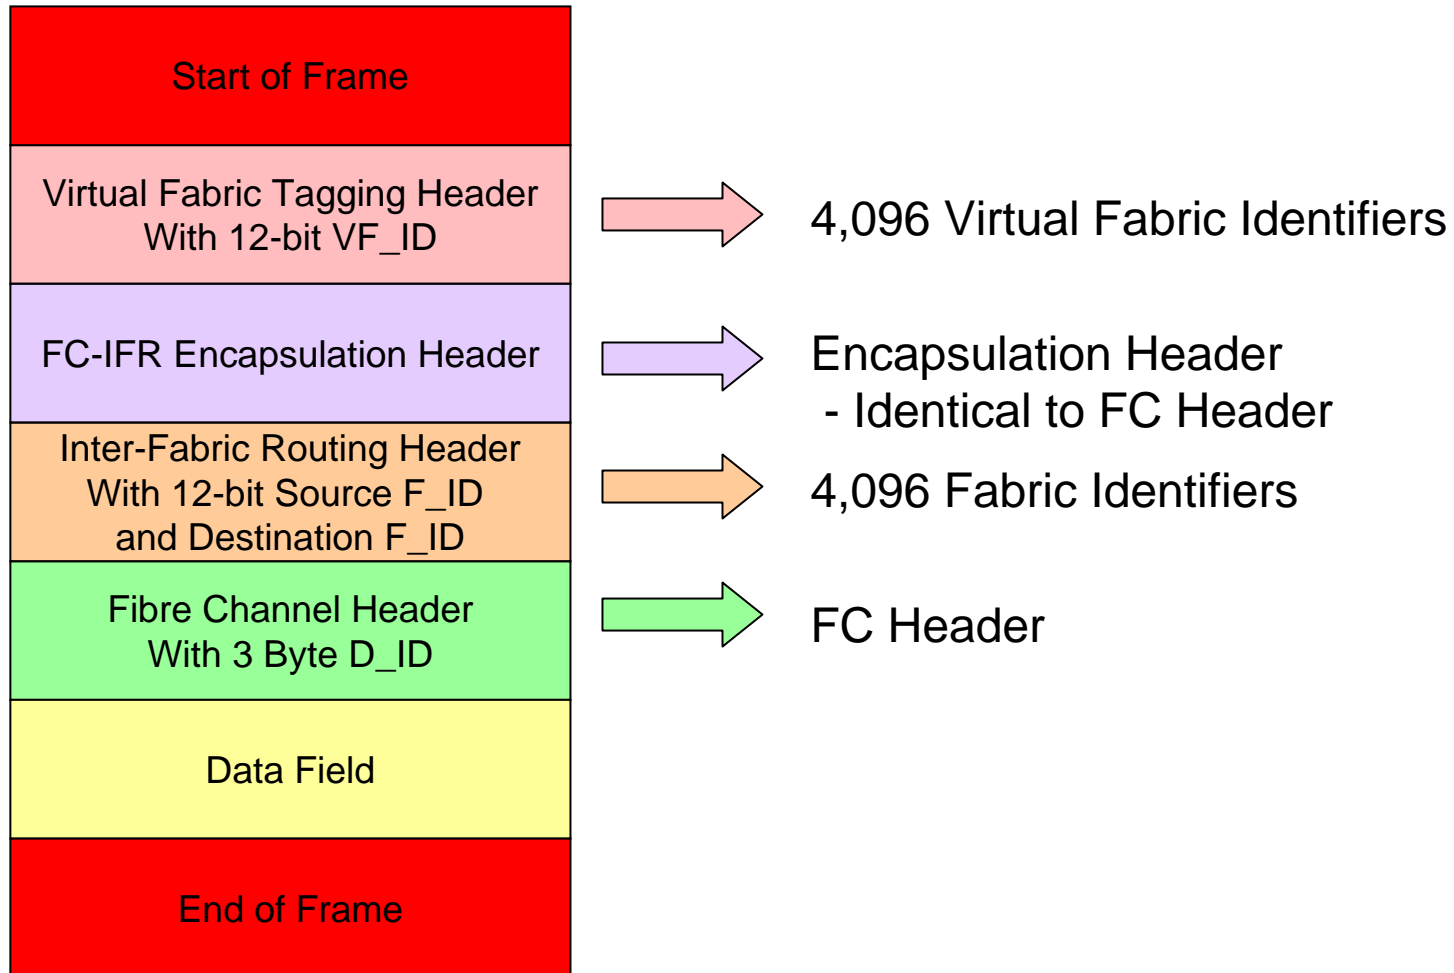 Start of Frame
Virtual Fabric Tagging Header
With 12-bit VF_ID
4,096 Virtual Fabric Identifiers
FC-IFR Encapsulation Header
Encapsulation Header
- Identical to FC Header
Inter-Fabric Routing Header
With 12-bit Source F_ID
and Destination F_ID
4,096 Fabric Identifiers
Fibre Channel Header
With 3 Byte D_ID
FC Header
Data Field
End of Frame